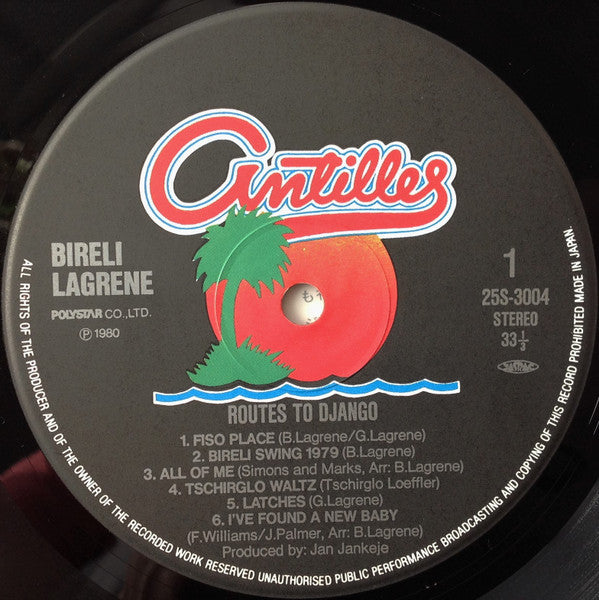 Antilles
BIRELI
LAGRENE
POLYSTAR CO.,LTD.
Ⓟ 1980
1
25S-3004
STEREO
33⅓
ROUTES TO DJANGO
1. FISO PLACE (B.Lagrene/G.Lagrene)
2. BIRELI SWING 1979 (B.Lagrene)
3. ALL OF ME (Simons and Marks, Arr: B.Lagrene)
4. TSCHIRGLO WALTZ (Tschirglo Loeffler)
5. LATCHES (G.Lagrene)
6. I'VE FOUND A NEW BABY
(F.Williams/J.Palmer, Arr: B.Lagrene)
Produced by: Jan Jankeje
ALL RIGHTS OF THE PRODUCER AND OF THE OWNER OF THE RECORDED WORK RESERVED UNAUTHORISED PUBLIC PERFORMANCE BROADCASTING AND COPYING OF THIS RECORD PROHIBITED MADE IN JAPAN.